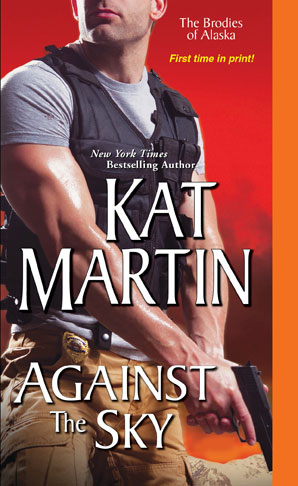 The Brodies
of Alaska
First time in print!
New York Times
Bestselling Author
KAT
MARTIN
AGAINST
THE SKY